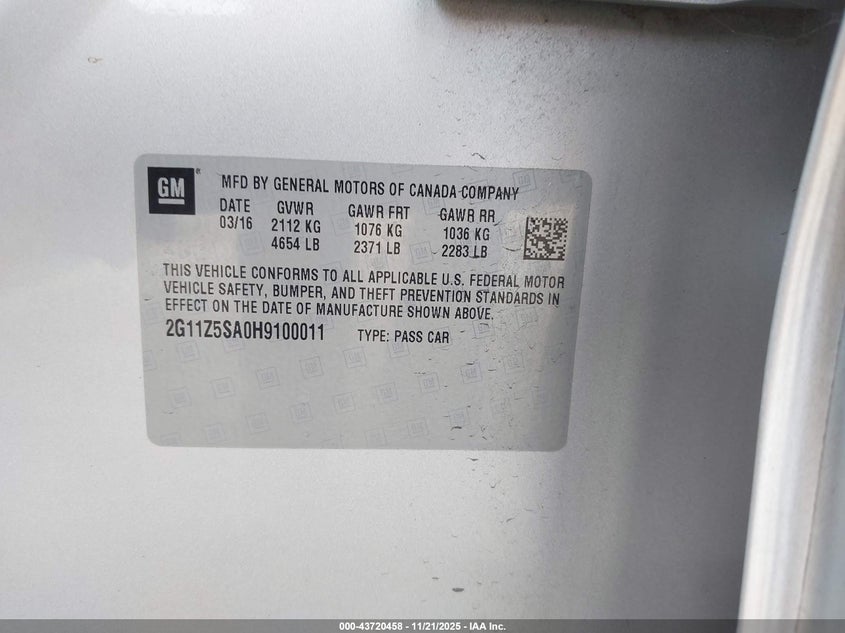 GM®
MFD BY GENERAL MOTORS OF CANADA COMPANY
DATE GVWR GAWR FRT GAWR RR
03/16 2112 KG 1076 KG 1036 KG
4654 LB 2371 LB 2283 LB
THIS VEHICLE CONFORMS TO ALL APPLICABLE U.S. FEDERAL MOTOR
VEHICLE SAFETY, BUMPER, AND THEFT PREVENTION STANDARDS IN
EFFECT ON THE DATE OF MANUFACTURE SHOWN ABOVE.
2G11Z5SA0H9100011 TYPE: PASS CAR
000-43720458 - 11/21/2025 - IAA Inc.